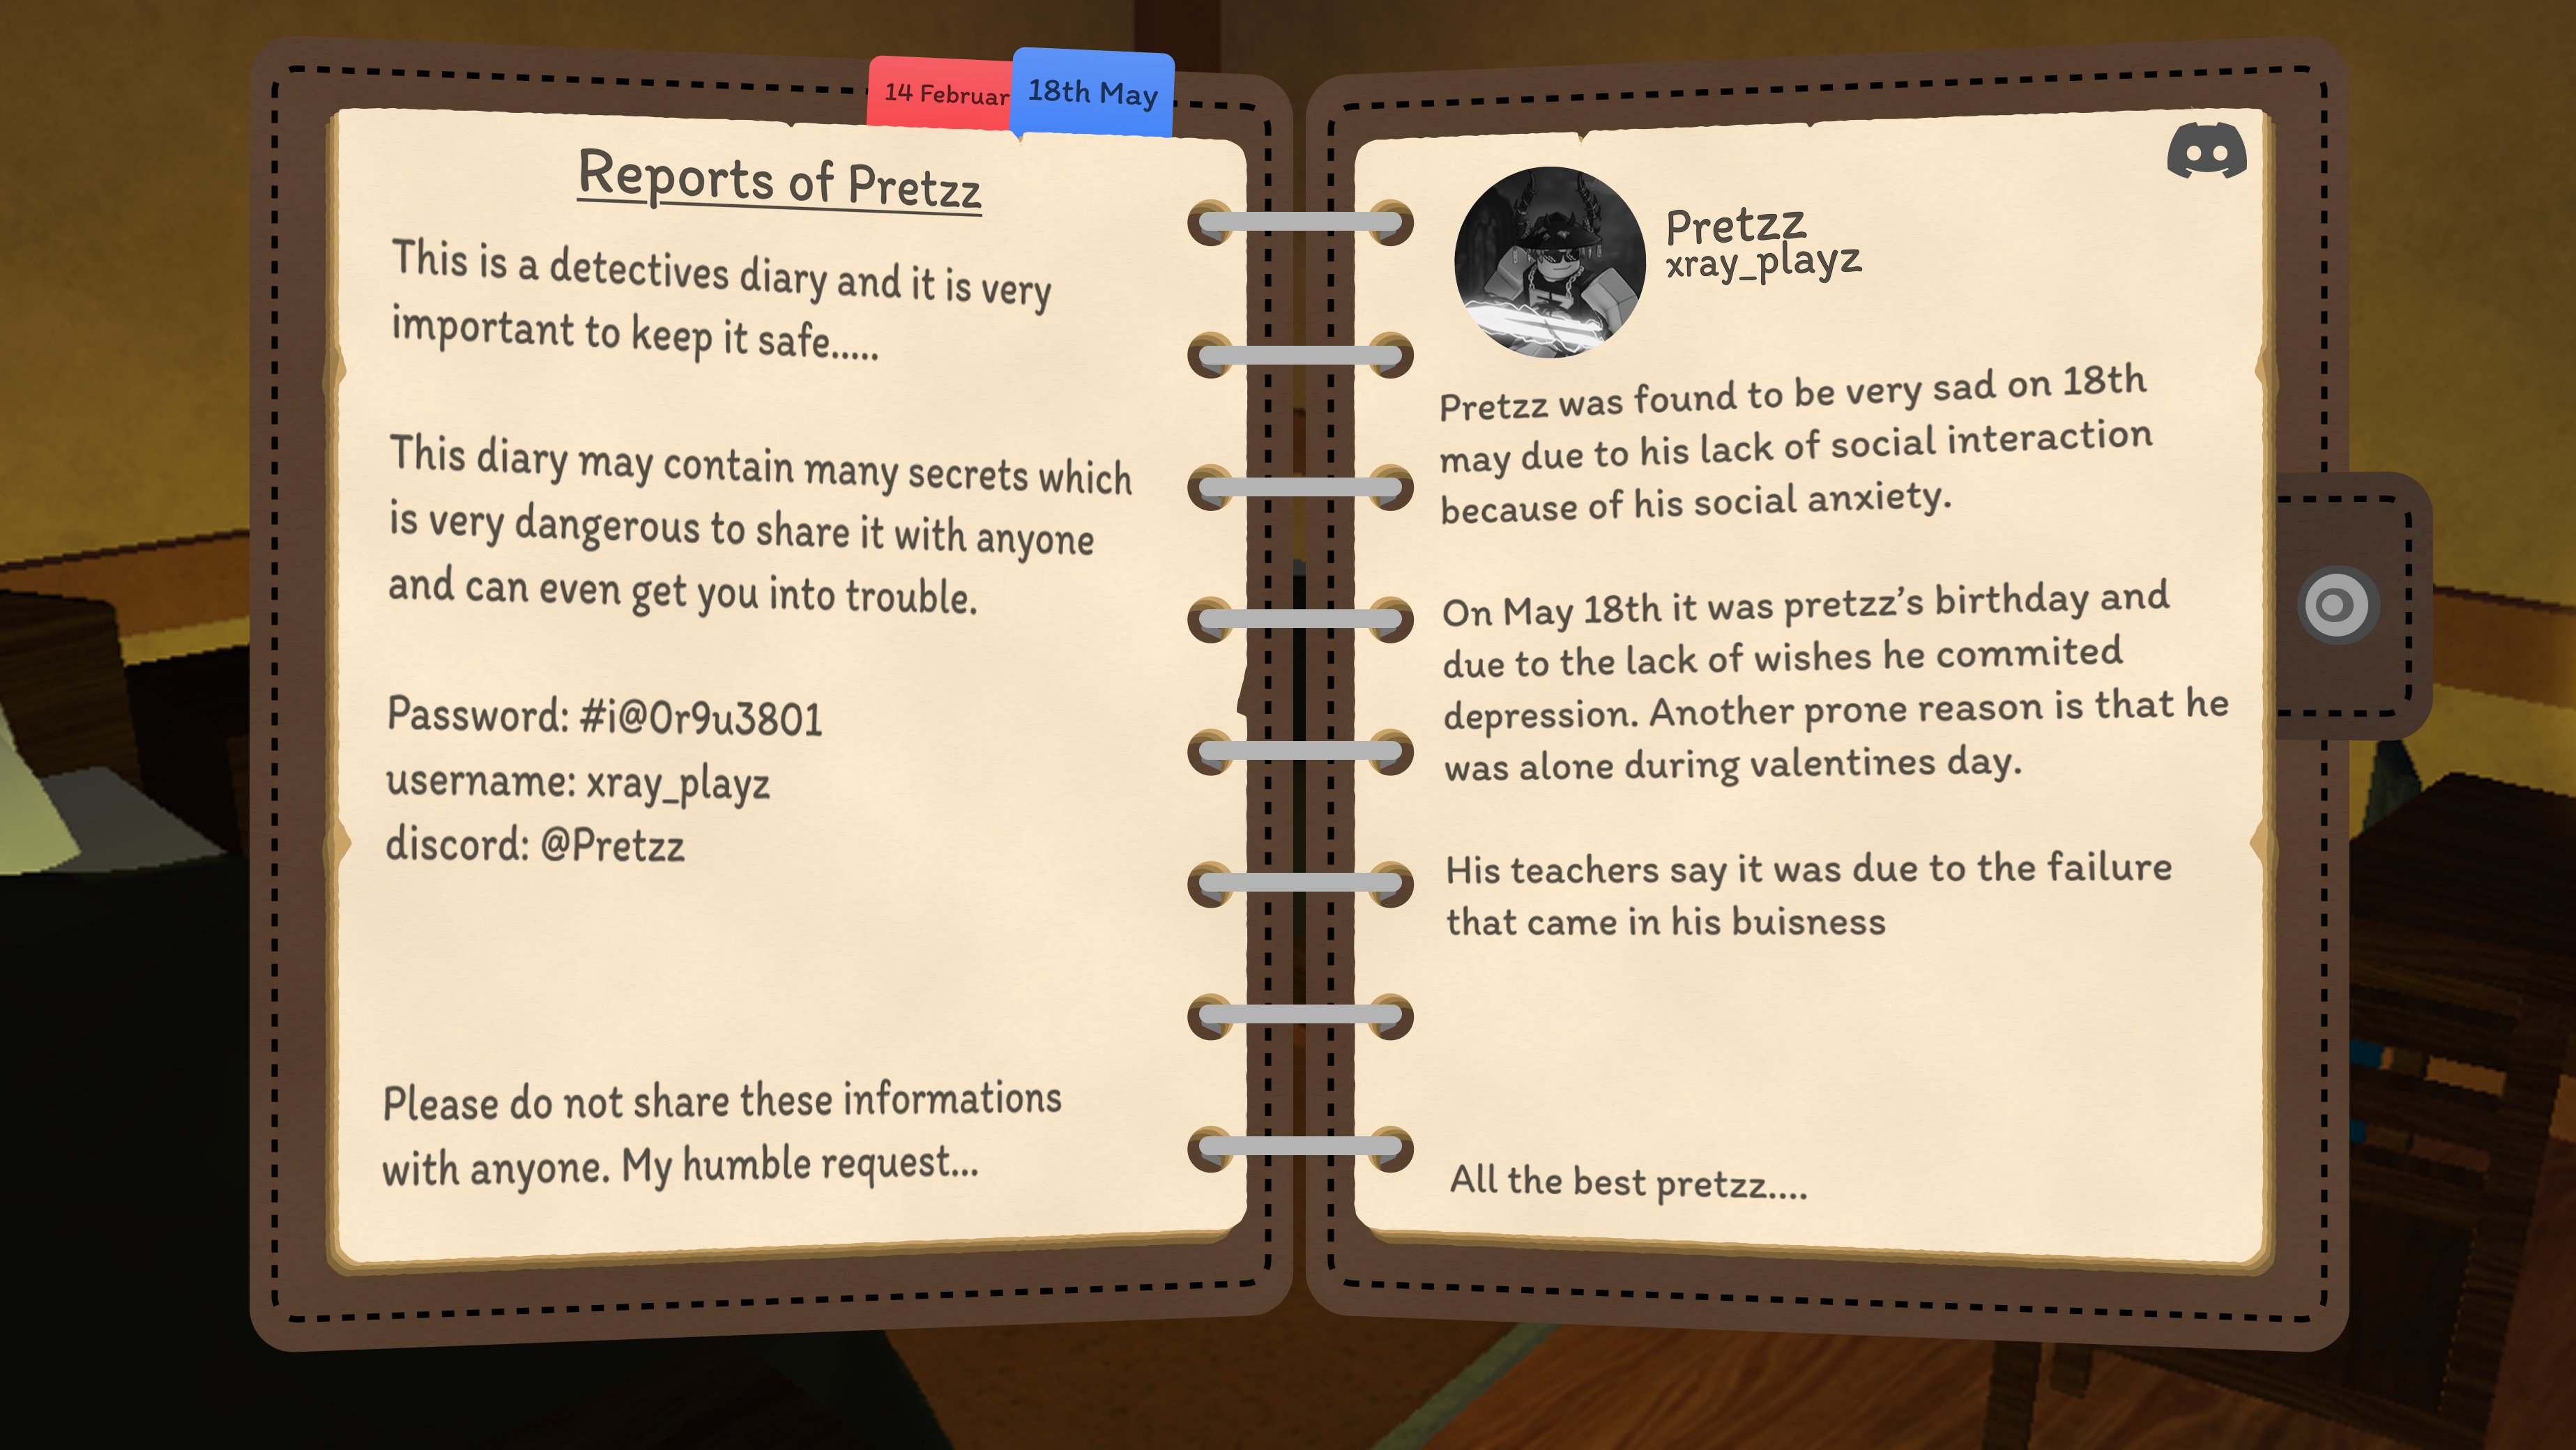 14 Februar
18th May
Reports of Pretzz
This is a detectives diary and it is very
important to keep it safe.....
This diary may contain many secrets which
is very dangerous to share it with anyone
and can even get you into trouble.
Password: #i@0r9u3801
username: xray_playz
discord: @Pretzz
Please do not share these informations
with anyone. My humble request...
Pretzz
xray_playz
Pretzz was found to be very sad on 18th
may due to his lack of social interaction
because of his social anxiety.
On May 18th it was pretzz’s birthday and
due to the lack of wishes he commited
depression. Another prone reason is that he
was alone during valentines day.
His teachers say it was due to the failure
that came in his buisness
All the best pretzz....